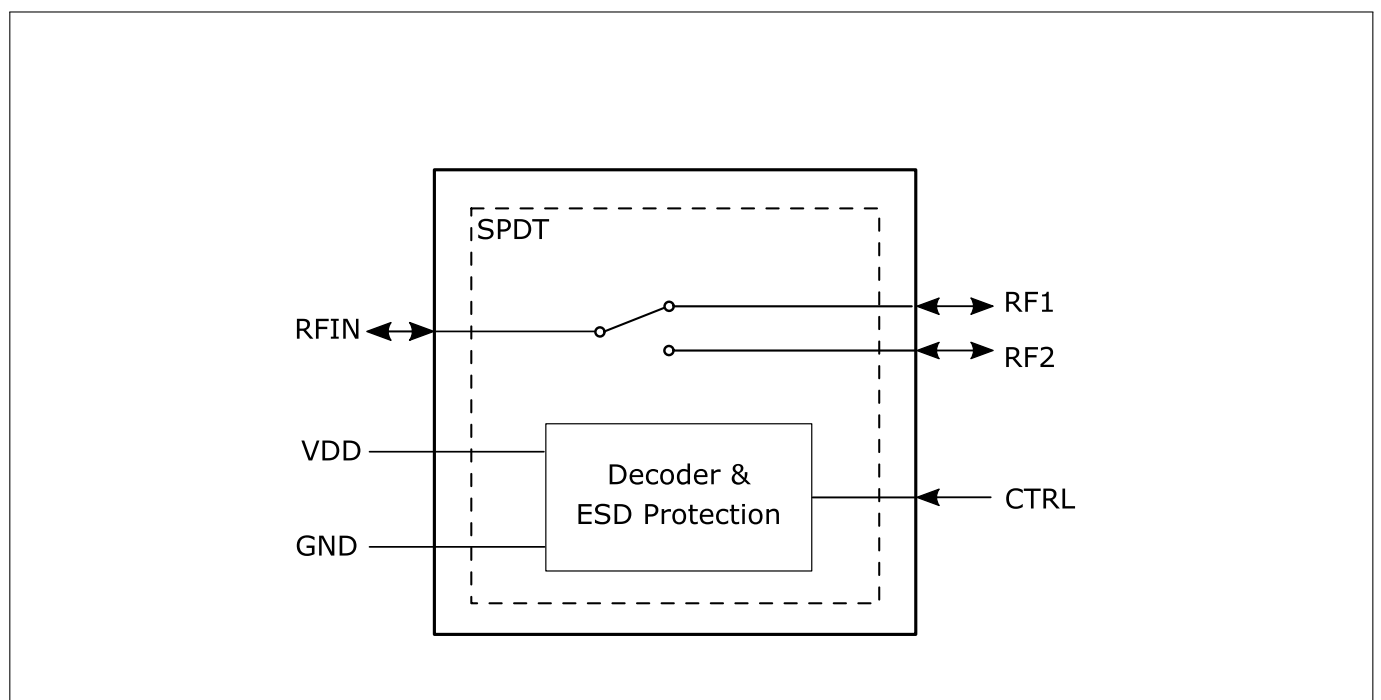 SPDT
RF1
RFIN
RF2
VDD
Decoder &
ESD Protection
CTRL
GND